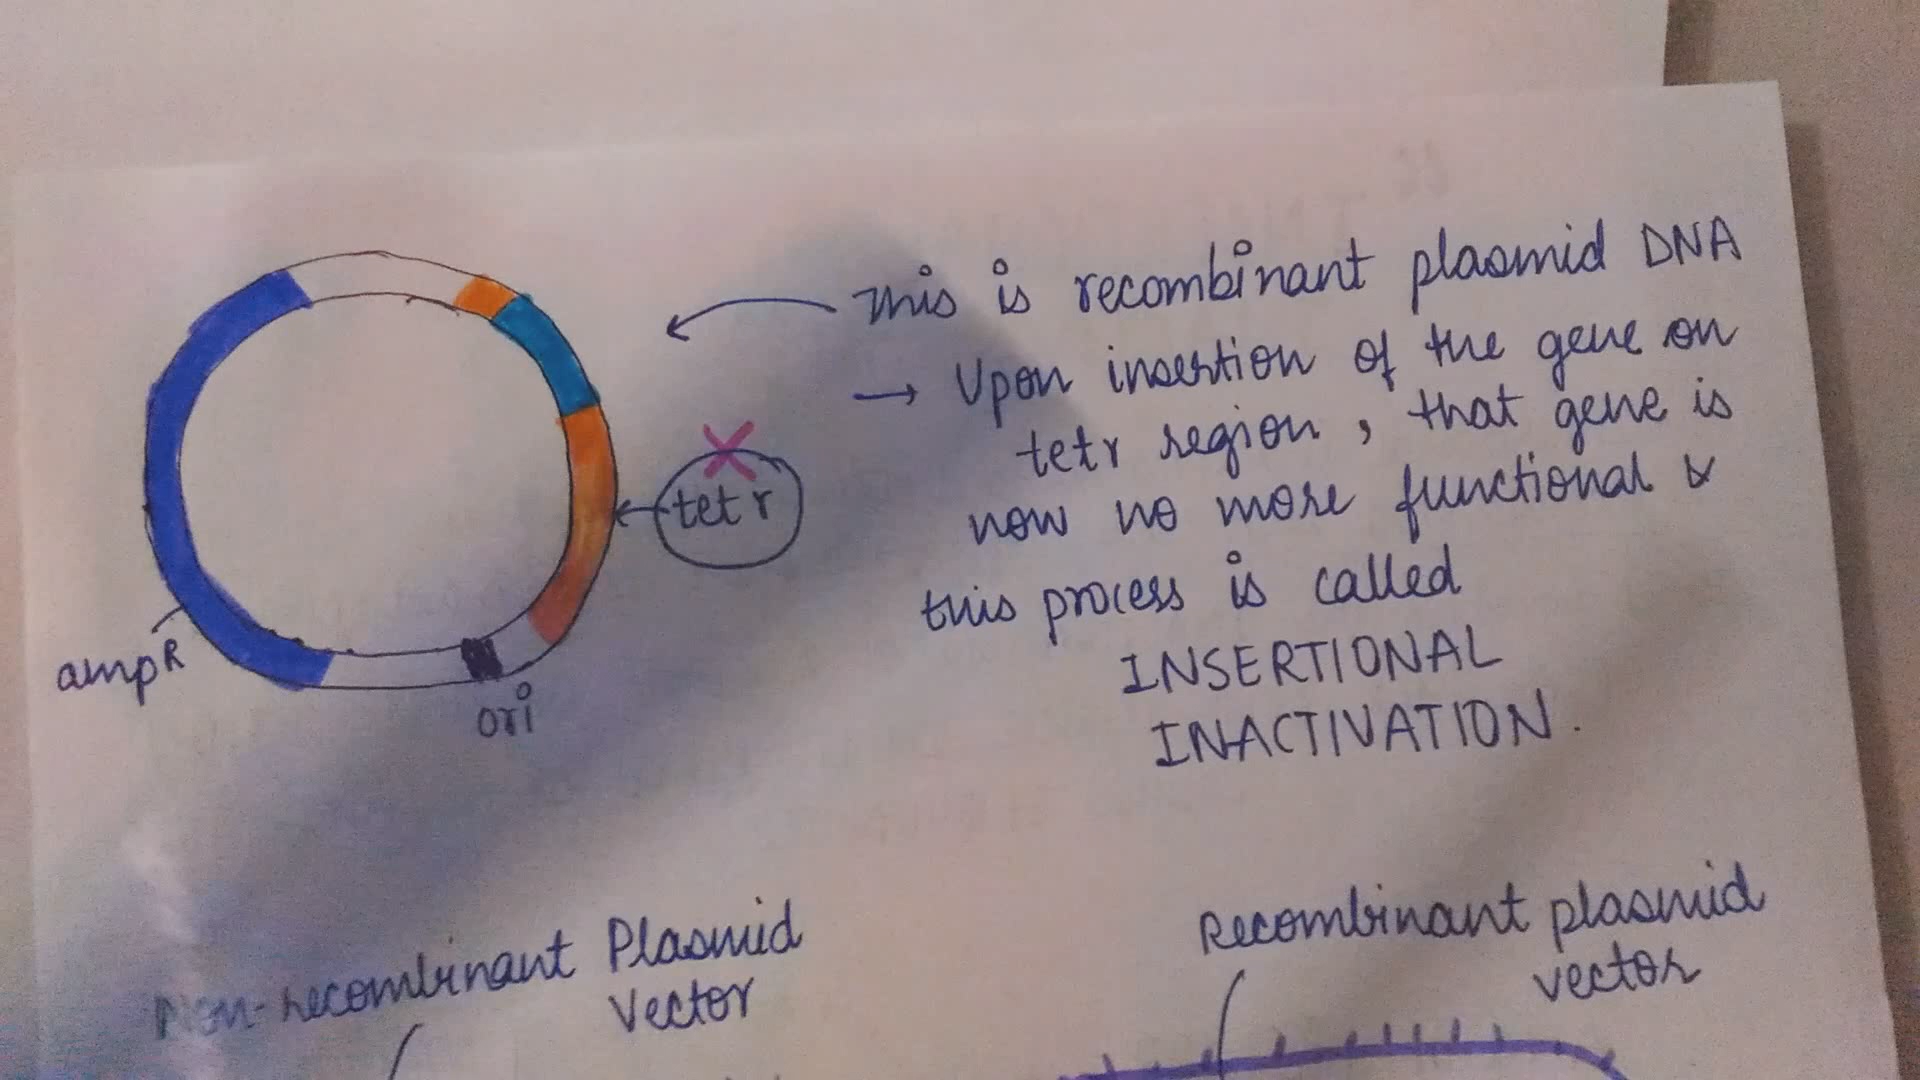 This is recombinant plasmid DNA
→ Upon insertion of the gene on
tetr region, that gene is
now no more functional &
this process is called
INSERTIONAL
INACTIVATION.
tet r
ampR
ori
Non-recombinant Plasmid
Vector
Recombinant plasmid
vector